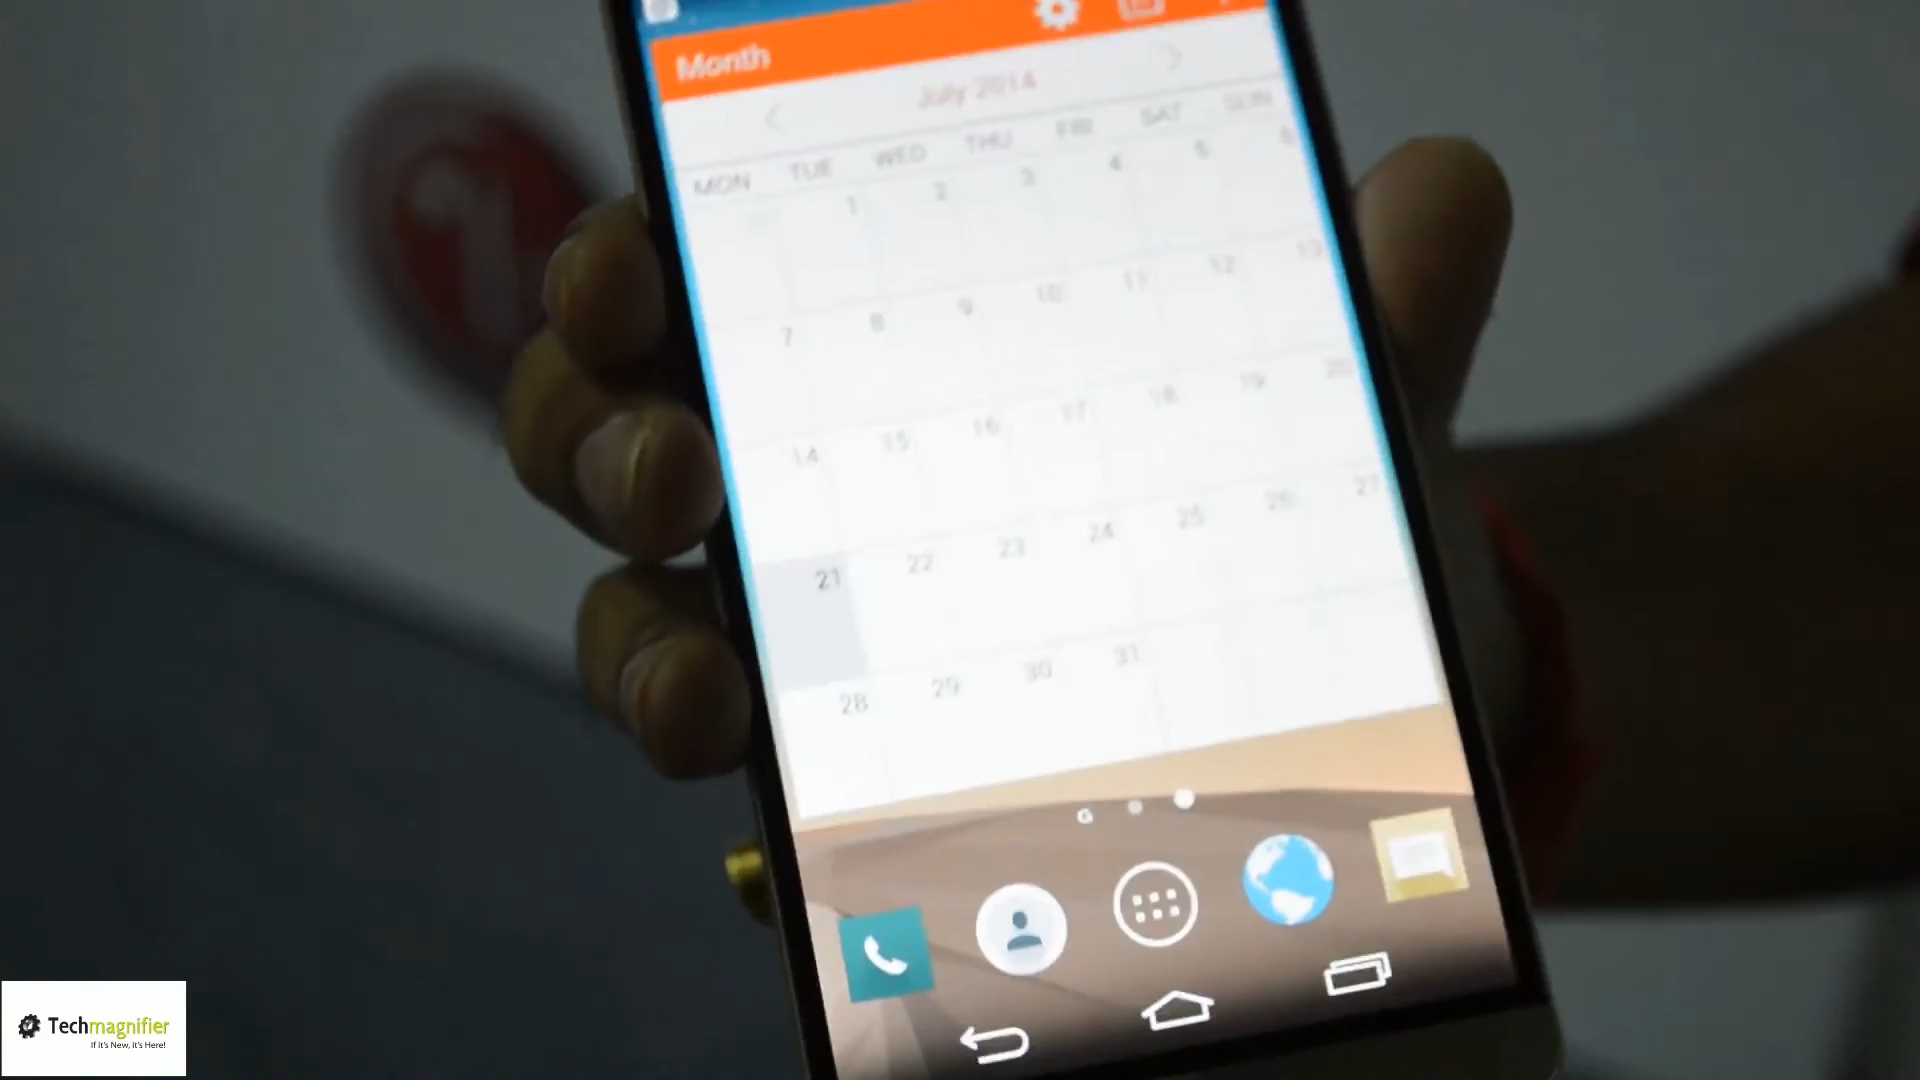 Month
July 2014
MON TUE WED THU FRI SAT SUN
1 2 3 4 5 6
7 8 9 10 11 12 13
14 15 16 17 18 19 20
21 22 23 24 25 26 27
28 29 30 31
G
Techmagnifier
If it's New, it's Here!